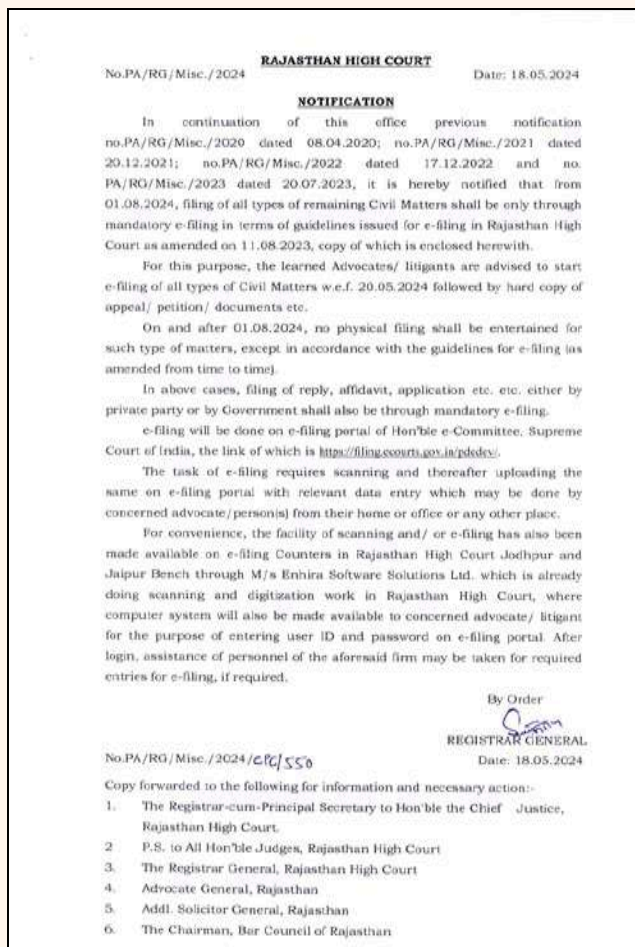 RAJASTHAN HIGH COURT
No.PA/RG/Misc./2024 Date: 18.05.2024
NOTIFICATION
In continuation of this office previous notification
no.PA/RG/Misc./2020 dated 08.04.2020; no.PA/RG/Misc./2021 dated
20.12.2021; no.PA/RG/Misc./2022 dated 17.12.2022 and no.
PA/RG/Misc./2023 dated 20.07.2023, it is hereby notified that from
01.08.2024, filing of all types of remaining Civil Matters shall be only through
mandatory e-filing in terms of guidelines issued for e-filing in Rajasthan High
Court as amended on 11.08.2023, copy of which is enclosed herewith.
For this purpose, the learned Advocates/ litigants are advised to start
e-filing of all types of Civil Matters w.e.f. 20.05.2024 followed by hard copy of
appeal/ petition/ documents etc.
On and after 01.08.2024, no physical filing shall be entertained for
such type of matters, except in accordance with the guidelines for e-filing (as
amended from time to time).
In above cases, filing of reply, affidavit, application etc. etc. either by
private party or by Government shall also be through mandatory e-filing.
e-filing will be done on e-filing portal of Hon'ble e-Committee, Supreme
Court of India, the link of which is https://filing.ecourts.gov.in/pdedev/.
The task of e-filing requires scanning and thereafter uploading the
same on e-filing portal with relevant data entry which may be done by
concerned advocate/person(s) from their home or office or any other place.
For convenience, the facility of scanning and/ or e-filing has also been
made available on e-filing Counters in Rajasthan High Court Jodhpur and
Jaipur Bench through M/s Enhira Software Solutions Ltd. which is already
doing scanning and digitization work in Rajasthan High Court, where
computer system will also be made available to concerned advocate/ litigant
for the purpose of entering user ID and password on e-filing portal. After
login, assistance of personnel of the aforesaid firm may be taken for required
entries for e-filing, if required.
By Order
REGISTRAR GENERAL
No.PA/RG/Misc./2024/CPC/550 Date: 18.05.2024
Copy forwarded to the following for information and necessary action:-
1. The Registrar-cum-Principal Secretary to Hon'ble the Chief Justice,
Rajasthan High Court.
2 P.S. to All Hon'ble Judges, Rajasthan High Court
3. The Registrar General, Rajasthan High Court
4. Advocate General, Rajasthan
5. Addl. Solicitor General, Rajasthan
6. The Chairman, Bar Council of Rajasthan